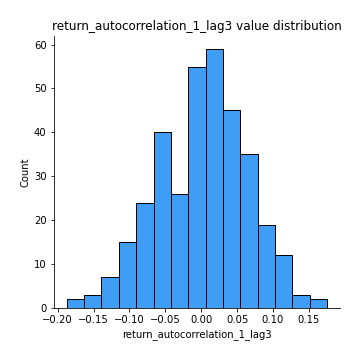 return_autocorrelation_1_lag3 value distribution
60
50
40
30
20
10
0
Count
−0.20 −0.15 −0.10 −0.05 0.00 0.05 0.10 0.15
return_autocorrelation_1_lag3